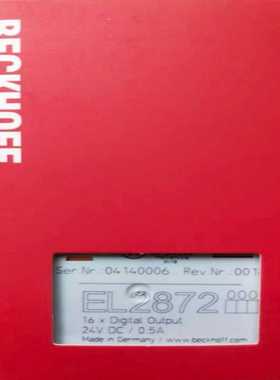 BECKHOFF
Ser Nr: 04140006 Rev Nr: 001
EL2872
16 x Digital Output
24V DC / 0.5A
Made in Germany / www.beckhoff.com